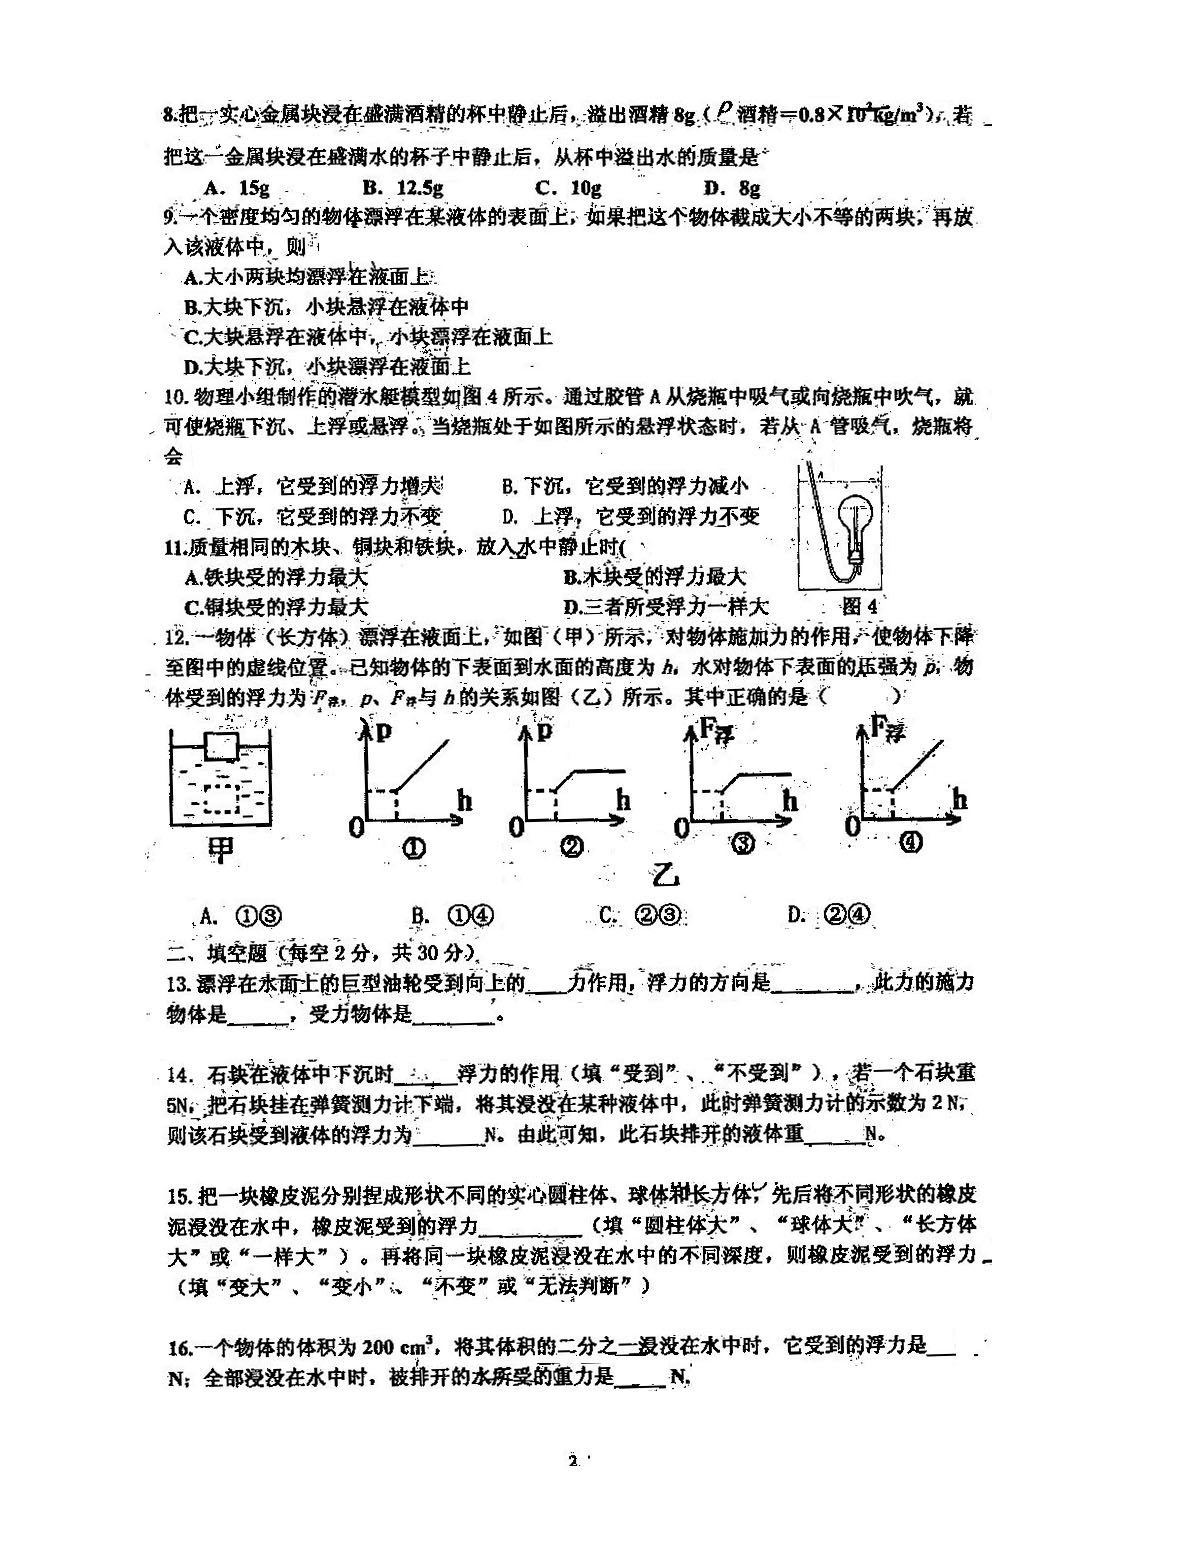 8.把一实心金属块浸在盛满酒精的杯中静止后，溢出酒精 8g（ρ酒精＝0.8×10³kg/m³），若
把这一金属块浸在盛满水的杯子中静止后，从杯中溢出水的质量是
A．15g B．12.5g C．10g D．8g
9.一个密度均匀的物体漂浮在某液体的表面上，如果把这个物体截成大小不等的两块，再放
入该液体中，则
A.大小两块均漂浮在液面上
B.大块下沉，小块悬浮在液体中
C.大块悬浮在液体中，小块漂浮在液面上
D.大块下沉，小块漂浮在液面上
10. 物理小组制作的潜水艇模型如图 4 所示。通过胶管 A 从烧瓶中吸气或向烧瓶中吹气，就
可使烧瓶下沉、上浮或悬浮。当烧瓶处于如图所示的悬浮状态时，若从 A 管吸气，烧瓶将
会
A． 上浮，它受到的浮力增大 B. 下沉，它受到的浮力减小
C． 下沉，它受到的浮力不变 D. 上浮，它受到的浮力不变
A
11.质量相同的木块、铜块和铁块，放入水中静止时(
A.铁块受的浮力最大 B.木块受的浮力最大
C.铜块受的浮力最大 D.三者所受浮力一样大 图 4
12.一物体（长方体）漂浮在液面上，如图（甲）所示，对物体施加力的作用，使物体下降
至图中的虚线位置。已知物体的下表面到水面的高度为 h，水对物体下表面的压强为 p，物
体受到的浮力为 F浮，p、F浮与 h 的关系如图（乙）所示。其中正确的是（ ）
p p F浮 F浮
h h h h
0 0 0 0
甲 ① ② ③ ④
乙
A. ①③ B. ①④ C. ②③ D. ②④
二、填空题（每空 2 分，共 30 分）
13. 漂浮在水面上的巨型油轮受到向上的____力作用，浮力的方向是________，此力的施力
物体是______，受力物体是________。
14．石块在液体中下沉时______浮力的作用（填“受到”、“不受到”），若一个石块重
5N，把石块挂在弹簧测力计下端，将其浸没在某种液体中，此时弹簧测力计的示数为 2 N，
则该石块受到液体的浮力为_______N。由此可知，此石块排开的液体重______N。
15. 把一块橡皮泥分别捏成形状不同的实心圆柱体、球体和长方体，先后将不同形状的橡皮
泥浸没在水中，橡皮泥受到的浮力__________（填“圆柱体大”、“球体大”、“长方体
大”或“一样大”）。再将同一块橡皮泥浸没在水中的不同深度，则橡皮泥受到的浮力_
（填“变大”、“变小”、“不变”或“无法判断”）
16.一个物体的体积为 200 cm³，将其体积的二分之一浸没在水中时，它受到的浮力是___
N；全部浸没在水中时，被排开的水所受的重力是_____N.
2